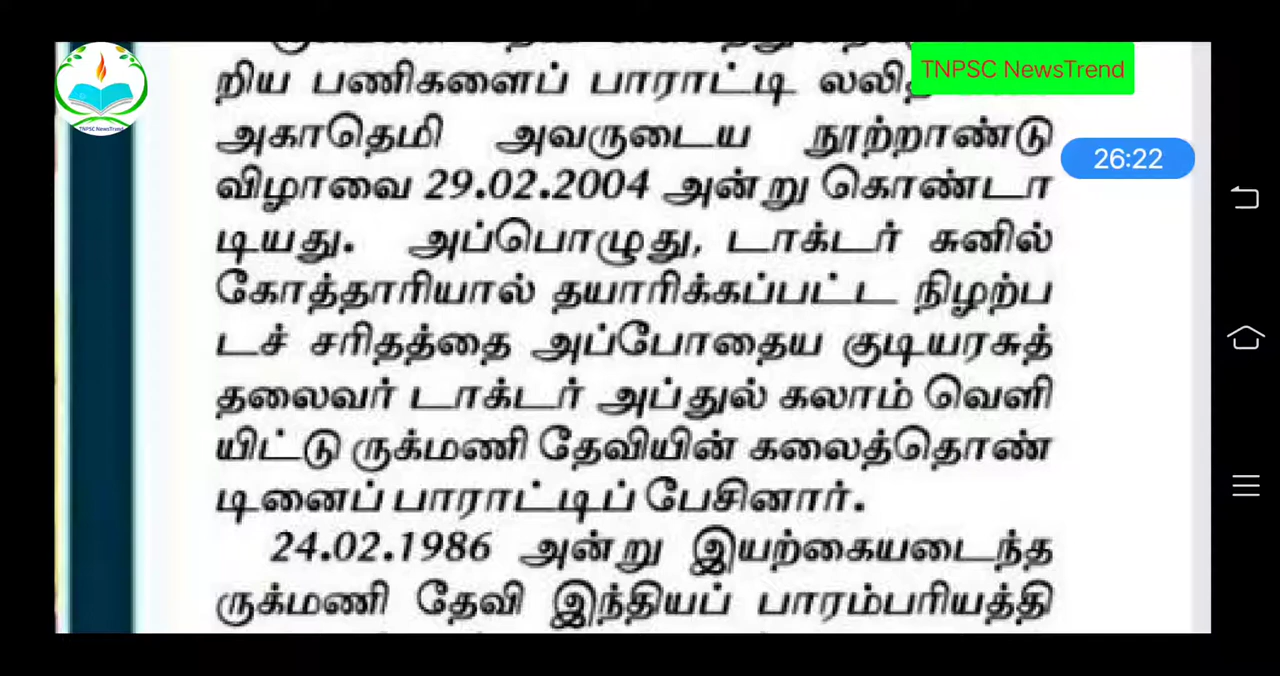 TNPSC NewsTrend
றிய பணிகளைப் பாராட்டி லலித
அகாதெமி அவருடைய நூற்றாண்டு
26:22
விழாவை 29.02.2004 அன்று கொண்டா
டியது. அப்பொழுது, டாக்டர் சுனில்
கோத்தாரியால் தயாரிக்கப்பட்ட நிழற்ப
டச் சரிதத்தை அப்போதைய குடியரசுத்
தலைவர் டாக்டர் அப்துல் கலாம் வெளி
யிட்டு ருக்மணி தேவியின் கலைத்தொண்
டினைப் பாராட்டிப் பேசினார்.
24.02.1986 அன்று இயற்கையடைந்த
ருக்மணி தேவி இந்தியப் பாரம்பரியத்தி
TNPSC NewsTrend